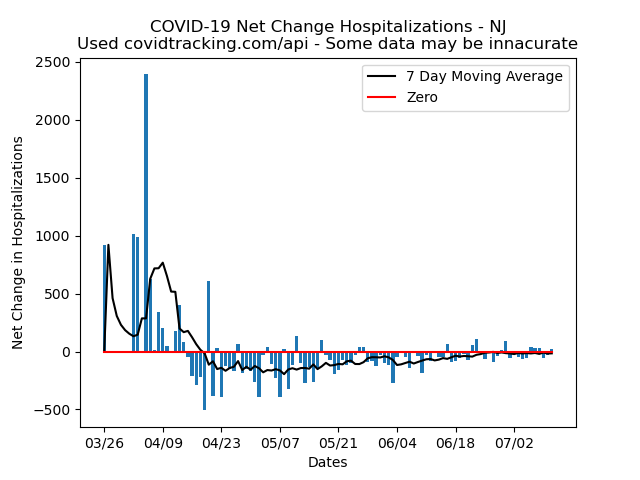 COVID-19 Net Change Hospitalizations - NJ
Used covidtracking.com/api - Some data may be innacurate
7 Day Moving Average
Zero
Net Change in Hospitalizations
2500
2000
1500
1000
500
0
−500
03/26 04/09 04/23 05/07 05/21 06/04 06/18 07/02
Dates